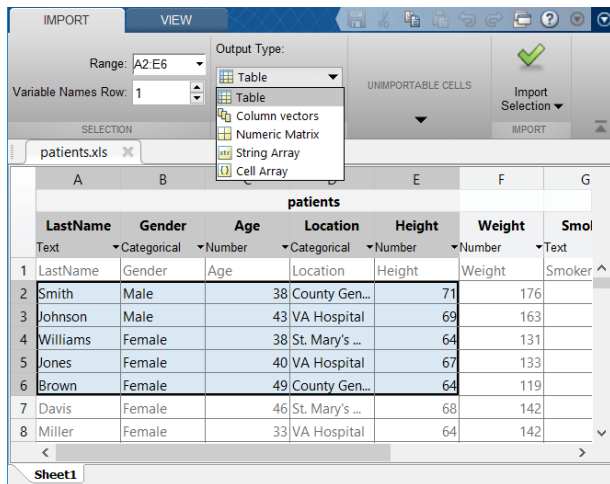 IMPORT VIEW
Range: A2:E6
Variable Names Row: 1
SELECTION
Output Type:
Table
Table
Column vectors
Numeric Matrix
String Array
Cell Array
UNIMPORTABLE CELLS
Import
Selection
IMPORT
patients.xls
A B C D E F G
patients
LastName Gender Age Location Height Weight Smol
Text Categorical Number Categorical Number Number Text
1 LastName Gender Age Location Height Weight Smoker
2 Smith Male 38 County Gen... 71 176
3 Johnson Male 43 VA Hospital 69 163
4 Williams Female 38 St. Mary's ... 64 131
5 Jones Female 40 VA Hospital 67 133
6 Brown Female 49 County Gen... 64 119
7 Davis Female 46 St. Mary's ... 68 142
8 Miller Female 33 VA Hospital 64 142
Sheet1